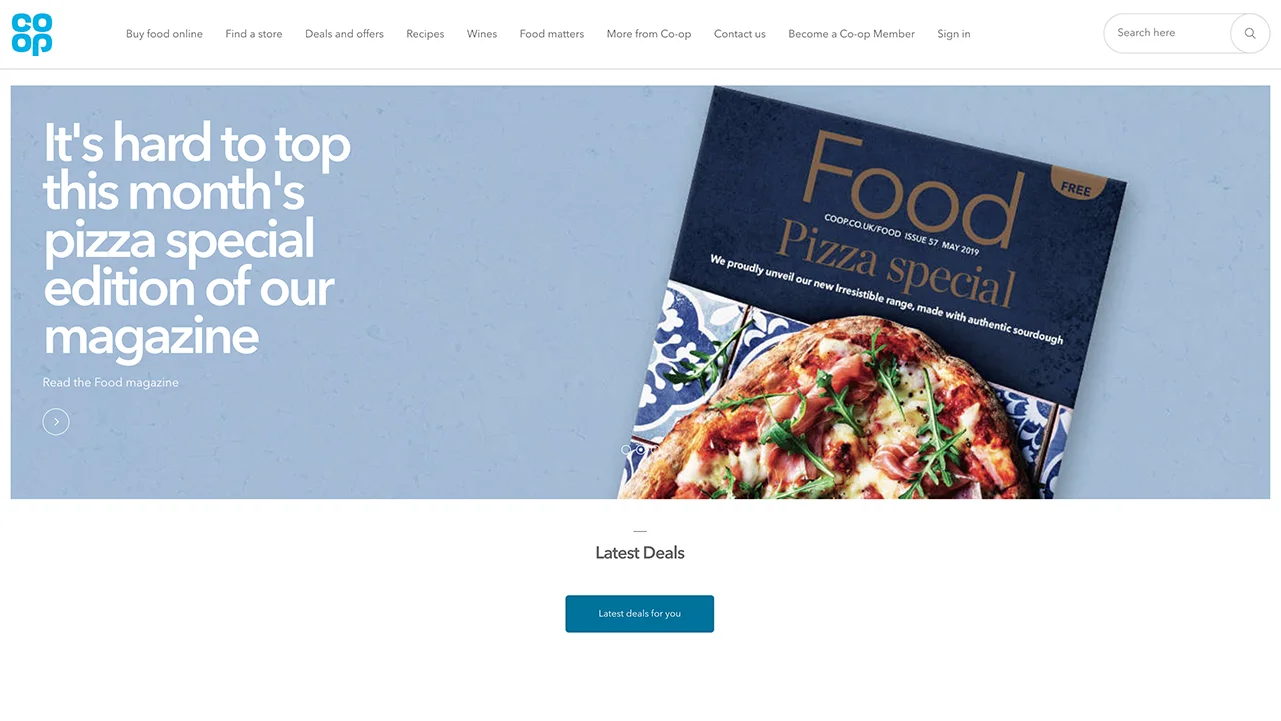 co
op
Buy food online
Find a store
Deals and offers
Recipes
Wines
Food matters
More from Co-op
Contact us
Become a Co-op Member
Sign in
Search here
It's hard to top
this month's
pizza special
edition of our
magazine
Read the Food magazine
Food
FREE
COOP.CO.UK/FOOD ISSUE 57 MAY 2019
Pizza special
We proudly unveil our new Irresistible range, made with authentic sourdough
Latest Deals
Latest deals for you